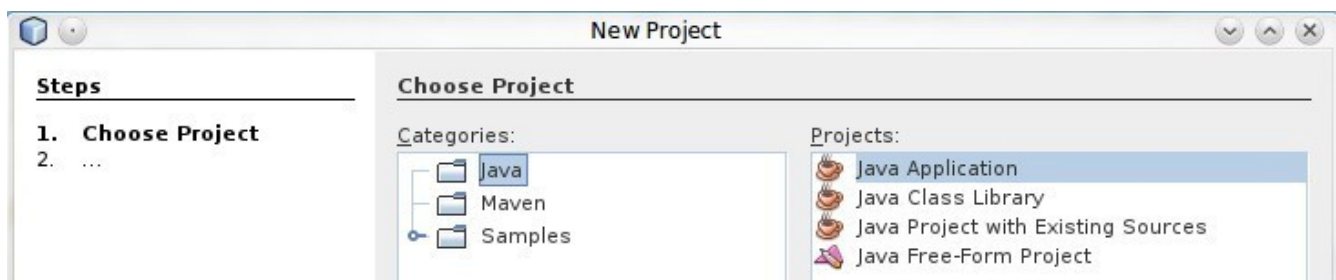 New Project
Steps
1. Choose Project
2. ...
Choose Project
Categories:
Java
Maven
Samples
Projects:
Java Application
Java Class Library
Java Project with Existing Sources
Java Free-Form Project